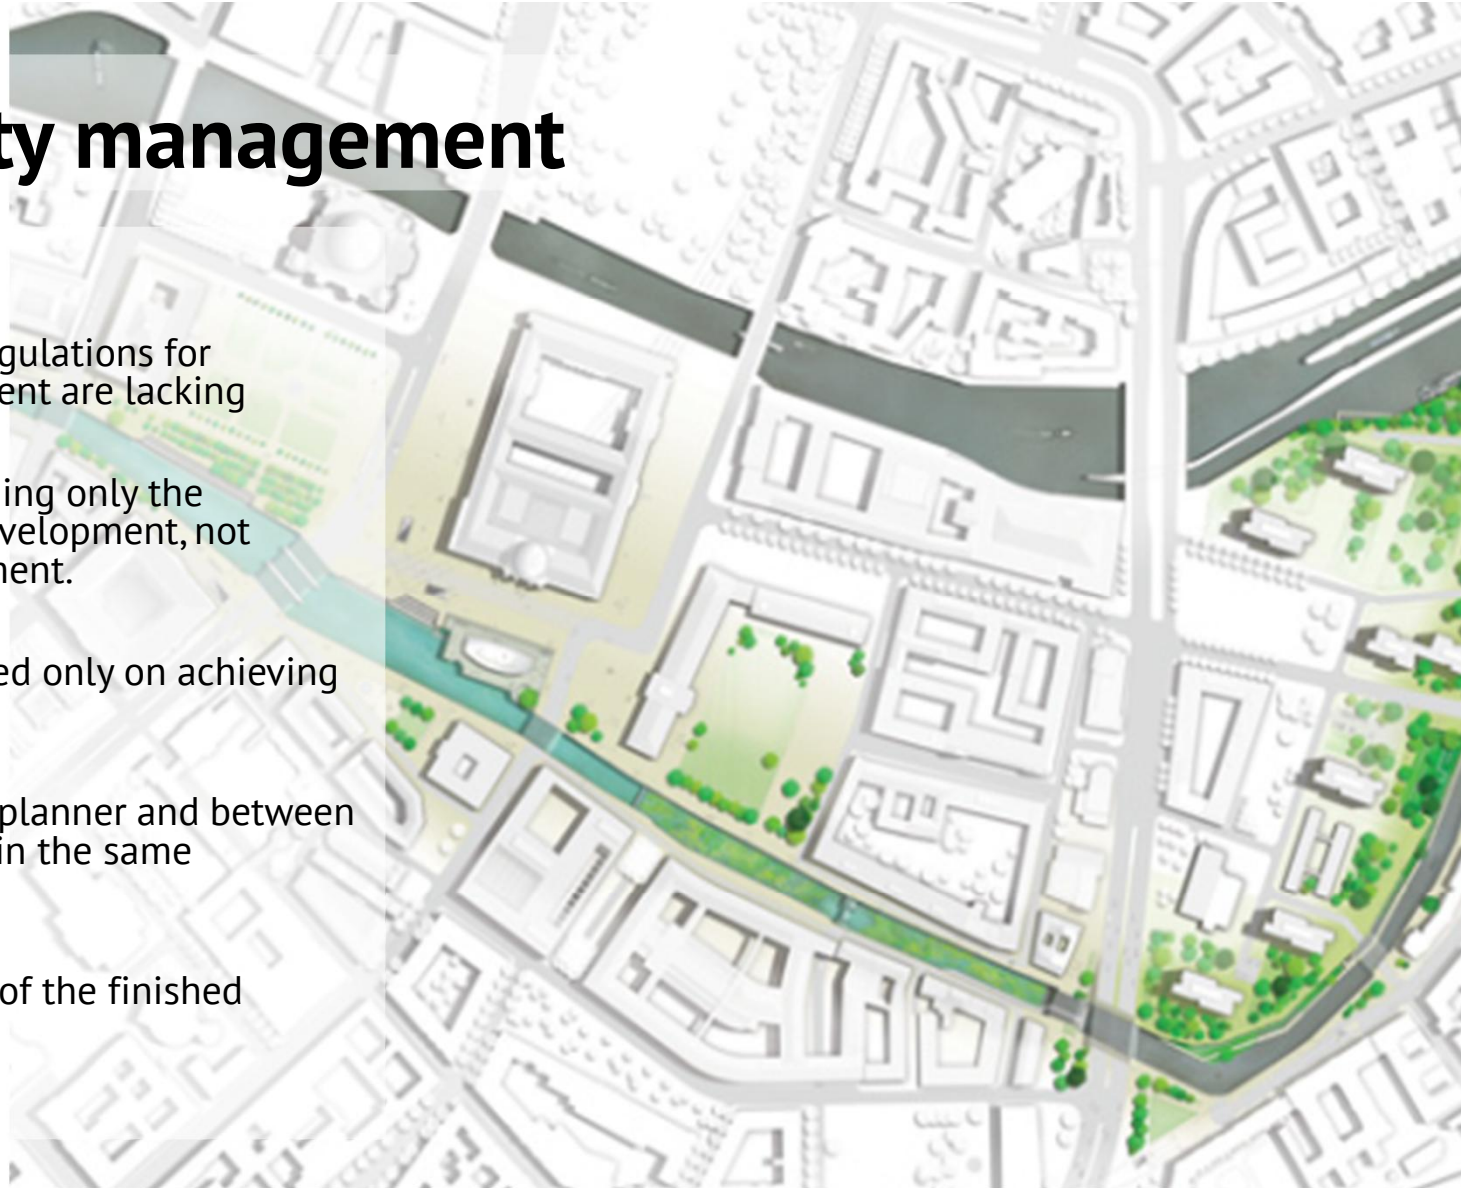 ty management
gulations for
ent are lacking
ing only the
velopment, not
nent.
ed only on achieving
planner and between
in the same
of the finished